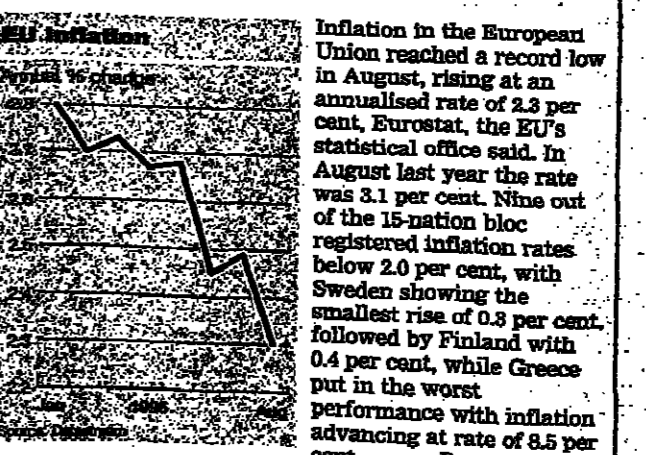 EU Inflation
Annual % change
Inflation in the European
Union reached a record low
in August, rising at an
annualised rate of 2.3 per
cent, Eurostat, the EU's
statistical office said. In
August last year the rate
was 3.1 per cent. Nine out
of the 15-nation bloc
registered inflation rates
below 2.0 per cent, with
Sweden showing the
smallest rise of 0.3 per cent,
followed by Finland with
0.4 per cent, while Greece
put in the worst
performance with inflation
advancing at rate of 8.5 per